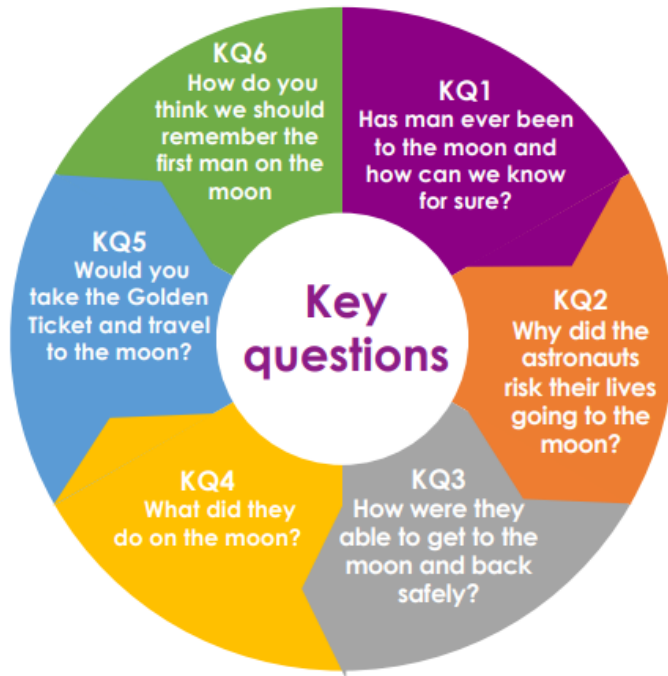 KQ6
How do you
think we should
remember the
first man on the
moon
KQ1
Has man ever been
to the moon and
how can we know
for sure?
KQ5
Would you
take the Golden
Ticket and travel
to the moon?
Key
questions
KQ2
Why did the
astronauts
risk their lives
going to the
moon?
KQ4
What did they
do on the moon?
KQ3
How were they
able to get to the
moon and back
safely?